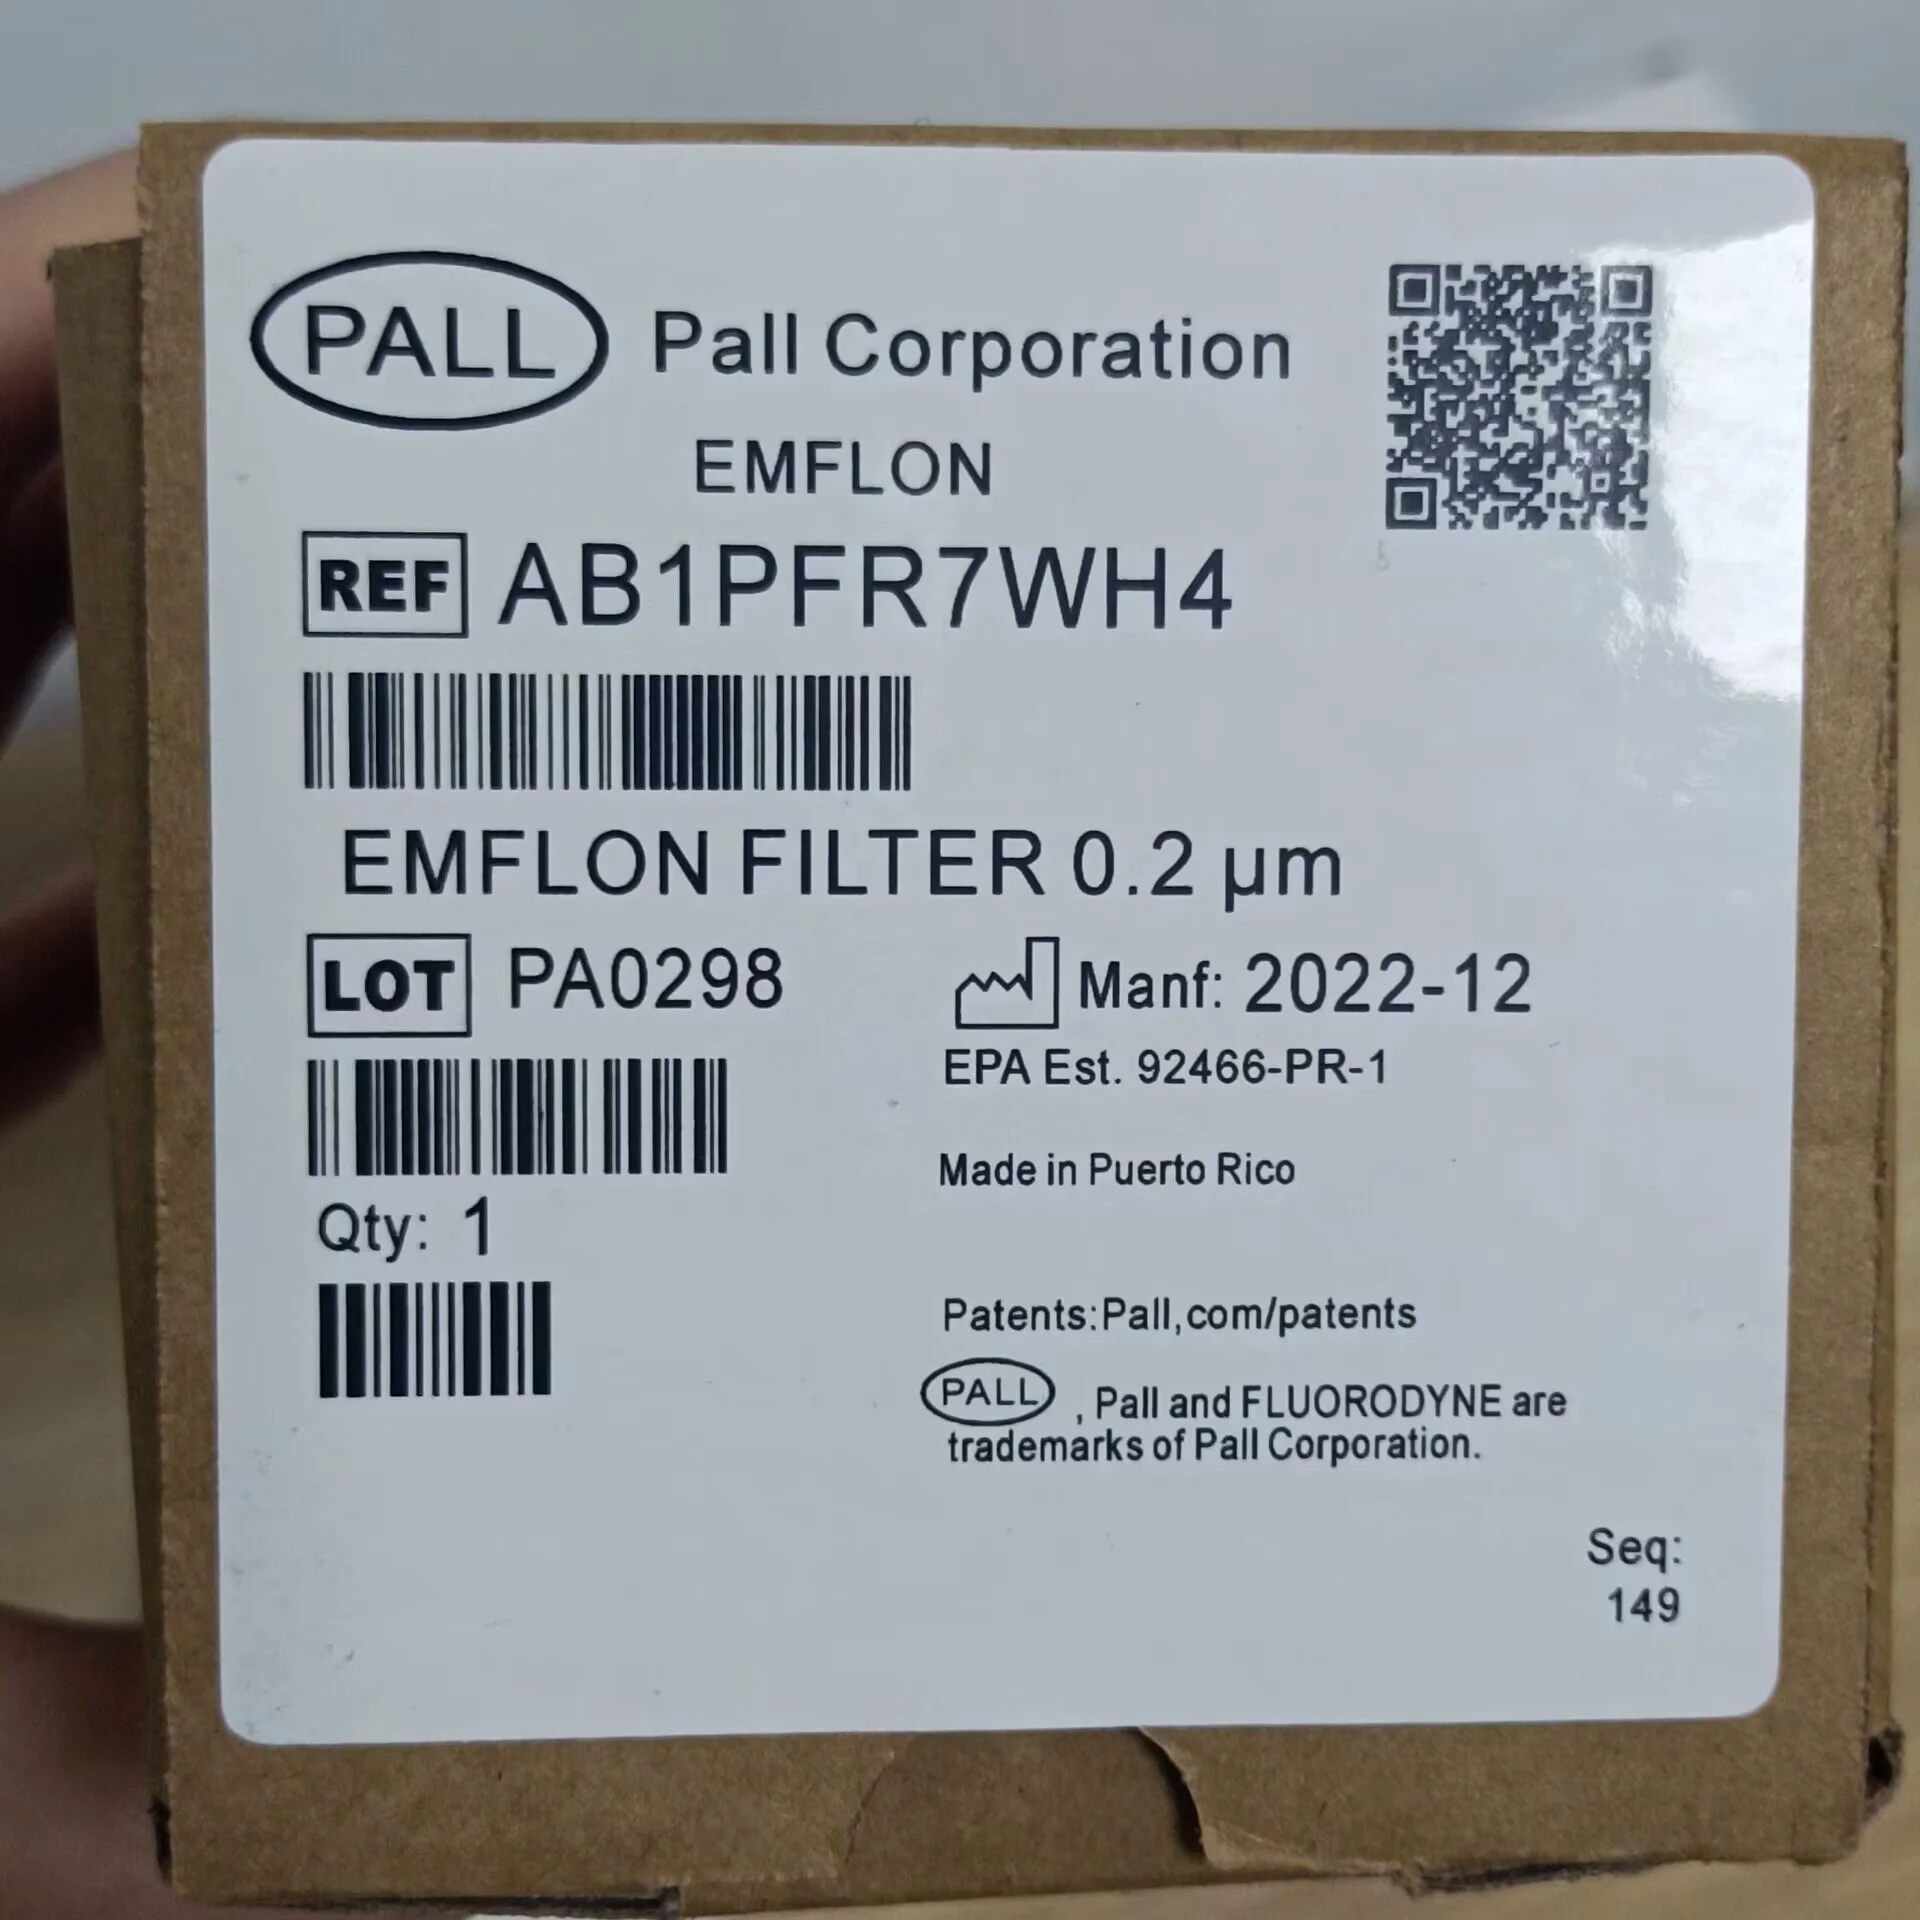 PALL Pall Corporation
EMFLON
REF AB1PFR7WH4
EMFLON FILTER 0.2 µm
LOT PA0298
Manf: 2022-12
EPA Est. 92466-PR-1
Made in Puerto Rico
Qty: 1
Patents:Pall,com/patents
PALL , Pall and FLUORODYNE are
trademarks of Pall Corporation.
Seq:
149